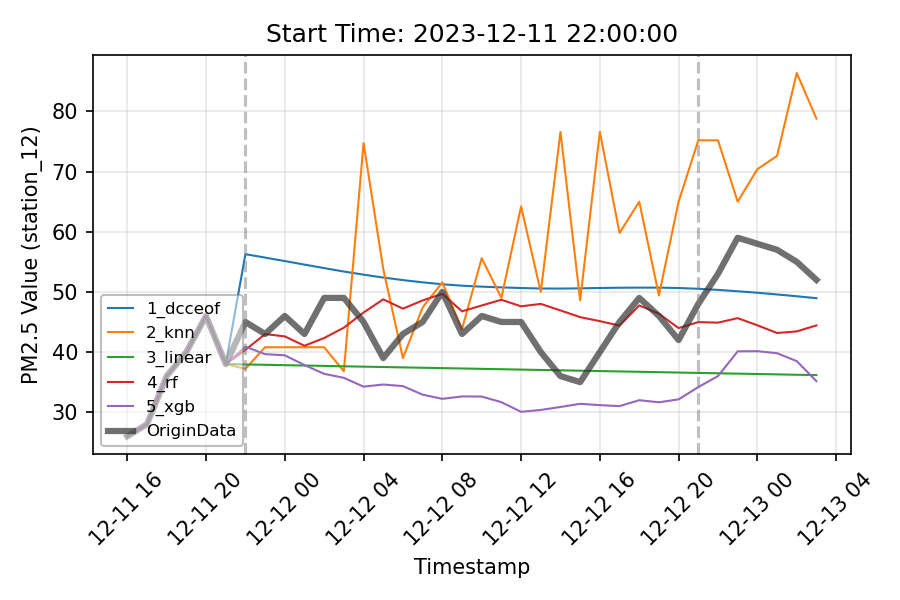 Start Time: 2023-12-11 22:00:00
PM2.5 Value (station_12)
80
70
60
50
40
30
1_dcceof
2_knn
3_linear
4_rf
5_xgb
OriginData
12-11 16
12-11 20
12-12 00
12-12 04
12-12 08
12-12 12
12-12 16
12-12 20
12-13 00
12-13 04
Timestamp